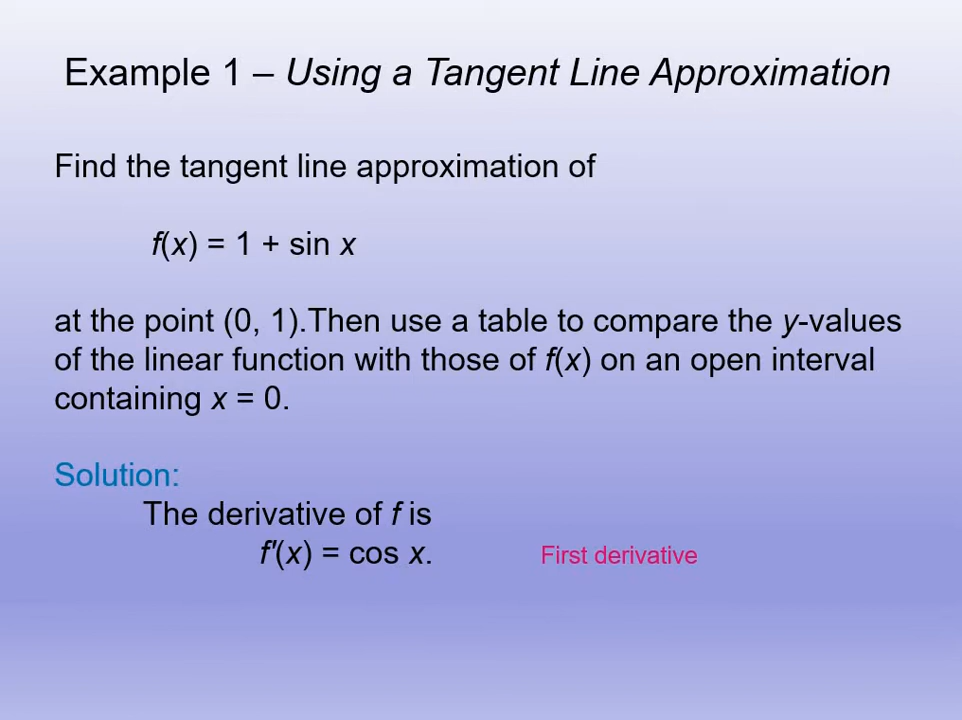 Example 1 – Using a Tangent Line Approximation
Find the tangent line approximation of
f(x) = 1 + sin x
at the point (0, 1).Then use a table to compare the y-values
of the linear function with those of f(x) on an open interval
containing x = 0.
Solution:
The derivative of f is
f'(x) = cos x. First derivative